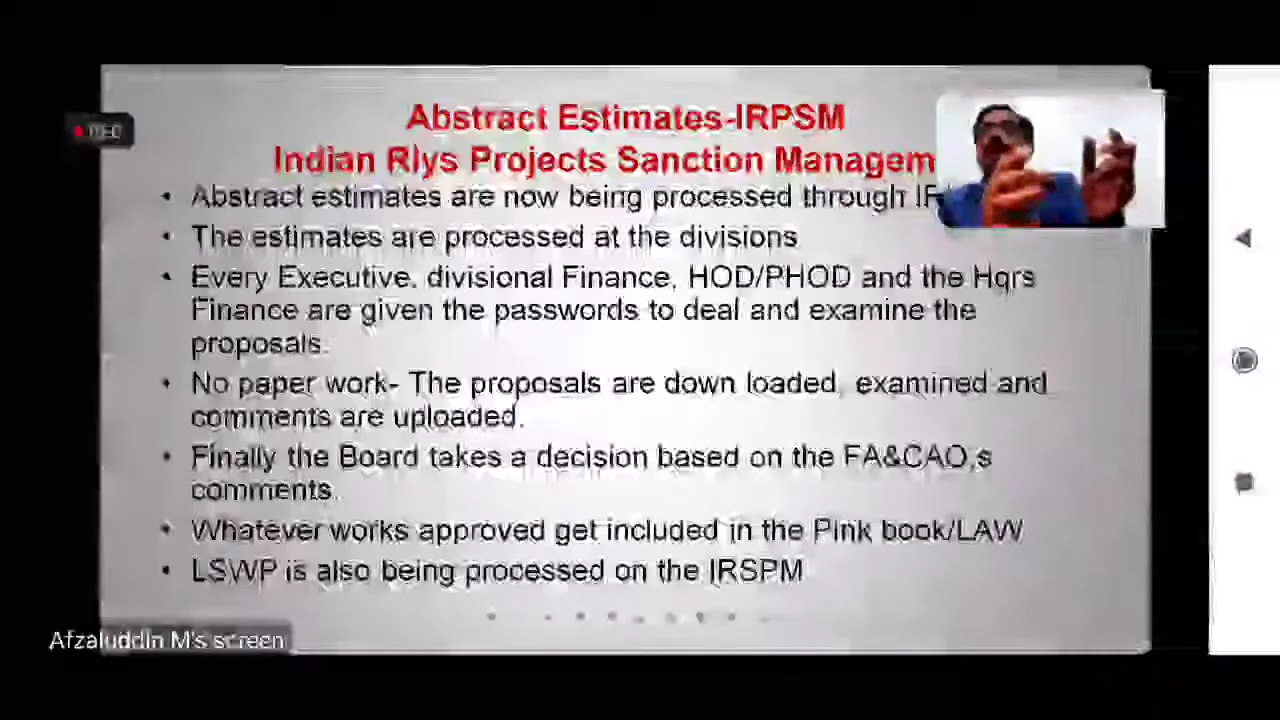 Abstract Estimates-IRPSM
Indian Rlys Projects Sanction Managem
REC
• Abstract estimates are now being processed through IR
• The estimates are processed at the divisions
• Every Executive, divisional Finance, HOD/PHOD and the Hqrs
Finance are given the passwords to deal and examine the
proposals.
• No paper work- The proposals are down loaded, examined and
comments are uploaded.
• Finally the Board takes a decision based on the FA&CAO,s
comments.
• Whatever works approved get included in the Pink book/LAW
• LSWP is also being processed on the IRSPM
Afzaluddin M's screen